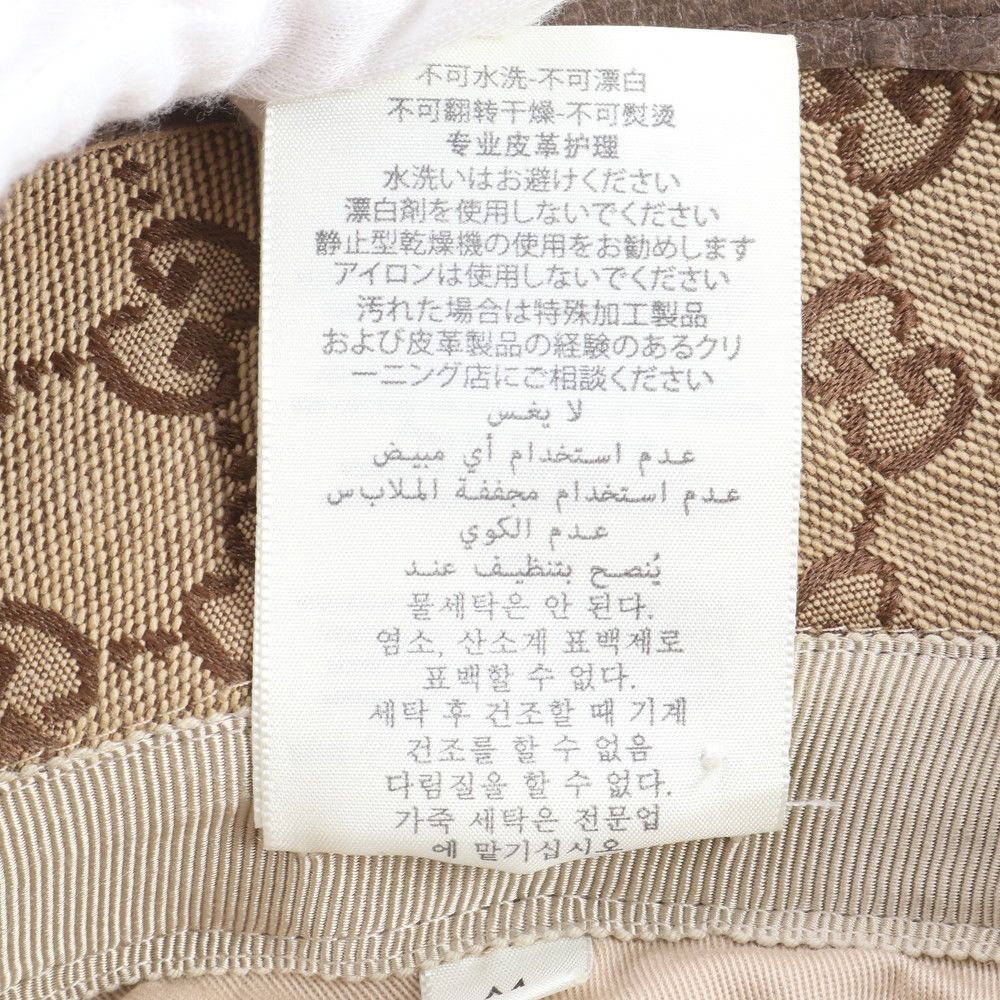 不可水洗-不可漂白
不可翻转干燥-不可熨烫
专业皮革护理
水洗いはお避けください
漂白剤を使用しないでください
静止型乾燥機の使用をお勧めします
アイロンは使用しないでください
汚れた場合は特殊加工製品
および皮革製品の経験のあるクリ
ーニング店にご相談ください
لا يغس
عدم استخدام أي مبيض
عدم استخدام مجففة الملابس
عدم الكوي
يُنصح بتنظيف عند
물세탁은 안 된다.
염소, 산소계 표백제로
표백할 수 없다.
세탁 후 건조할 때 기계
건조를 할 수 없음
다림질을 할 수 없다.
가죽 세탁은 전문업
에 맡기십시오